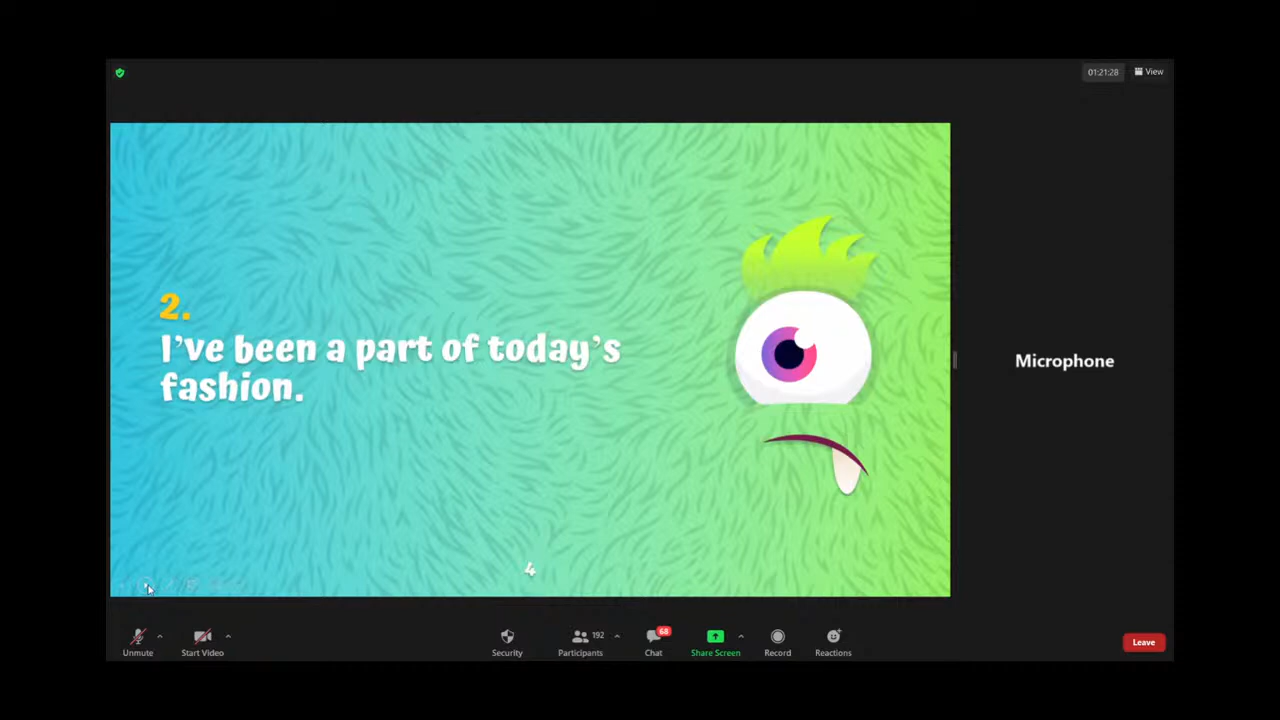 01:21:28
View
2.
I've been a part of today's
fashion.
Microphone
4
192
68
Unmute
Start Video
Security
Participants
Chat
Share Screen
Record
Reactions
Leave